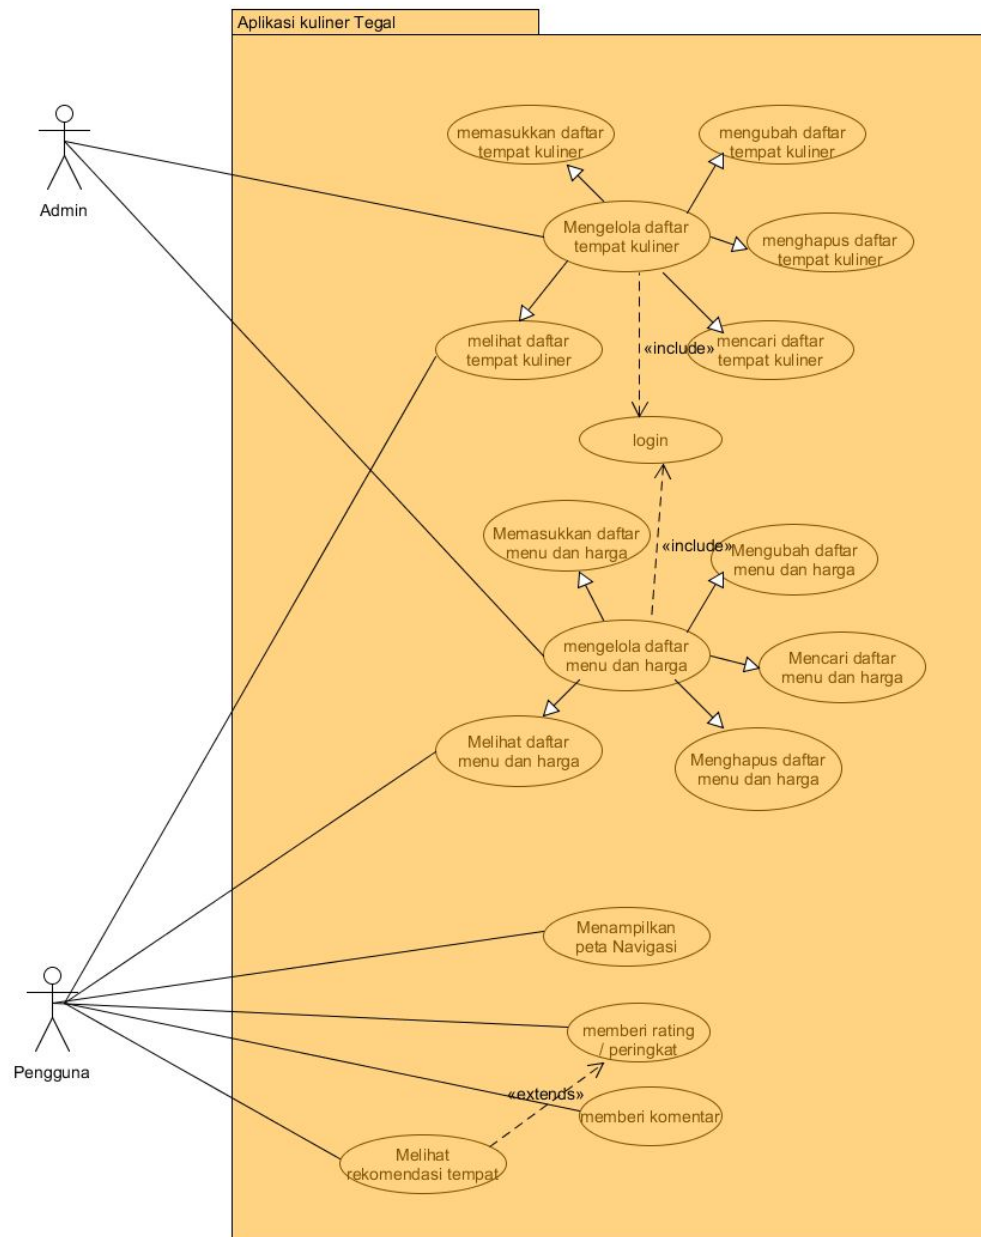 Aplikasi kuliner Tegal
Admin
memasukkan daftar
tempat kuliner
mengubah daftar
tempat kuliner
Mengelola daftar
tempat kuliner
menghapus daftar
tempat kuliner
melihat daftar
tempat kuliner
«include»
mencari daftar
tempat kuliner
login
Memasukkan daftar
menu dan harga
«include»
Mengubah daftar
menu dan harga
mengelola daftar
menu dan harga
Mencari daftar
menu dan harga
Melihat daftar
menu dan harga
Menghapus daftar
menu dan harga
Menampilkan
peta Navigasi
Pengguna
memberi rating
/ peringkat
«extends»
memberi komentar
Melihat
rekomendasi tempat